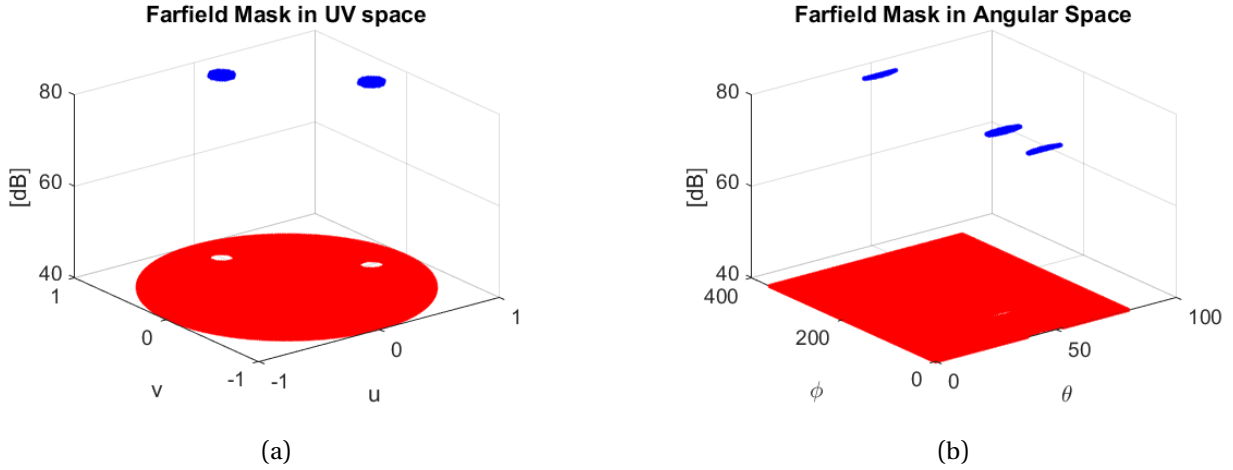 Farfield Mask in UV space
80
60
40
[dB]
1
0
-1
v
-1
0
1
u
(a)
Farfield Mask in Angular Space
80
60
40
[dB]
400
200
0
ϕ
0
50
100
θ
(b)